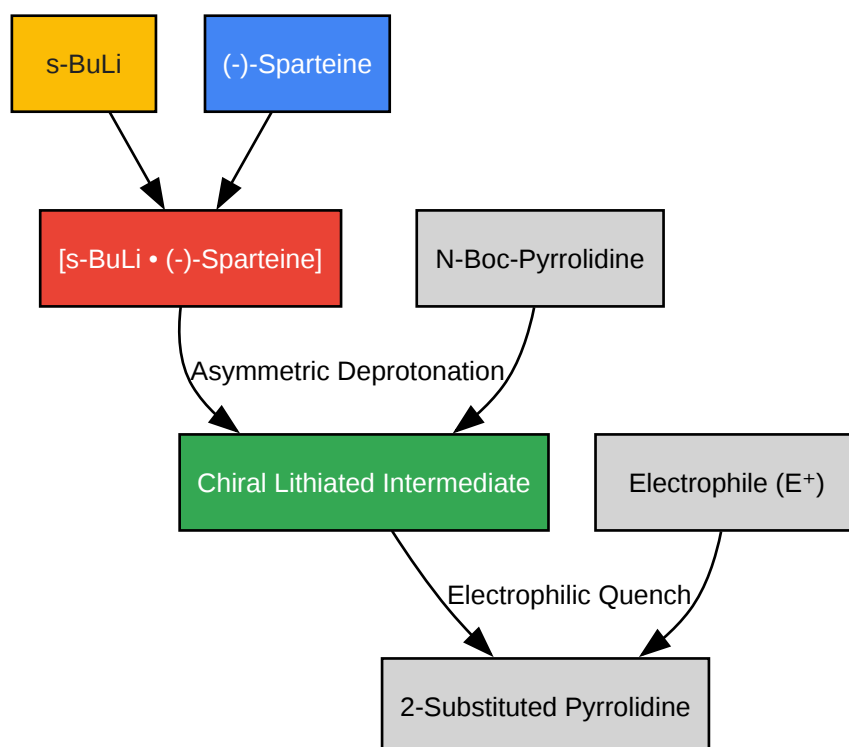 s-BuLi
(-)-Sparteine
[s-BuLi • (-)-Sparteine]
N-Boc-Pyrrolidine
Asymmetric Deprotonation
Chiral Lithiated Intermediate
Electrophile (E⁺)
Electrophilic Quench
2-Substituted Pyrrolidine